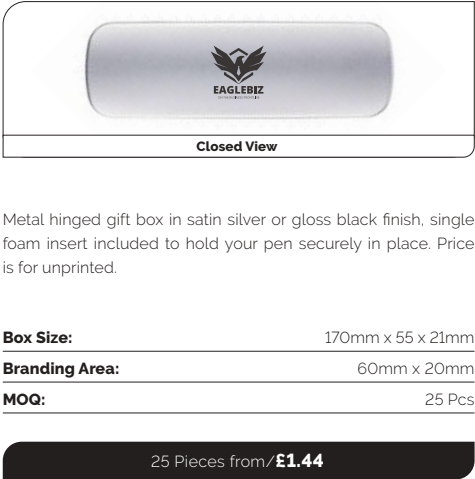 EAGLEBIZ
Closed View
Metal hinged gift box in satin silver or gloss black finish, single
foam insert included to hold your pen securely in place. Price
is for unprinted.
Box Size: 170mm x 55 x 21mm
Branding Area: 60mm x 20mm
MOQ: 25 Pcs
25 Pieces from/£1.44